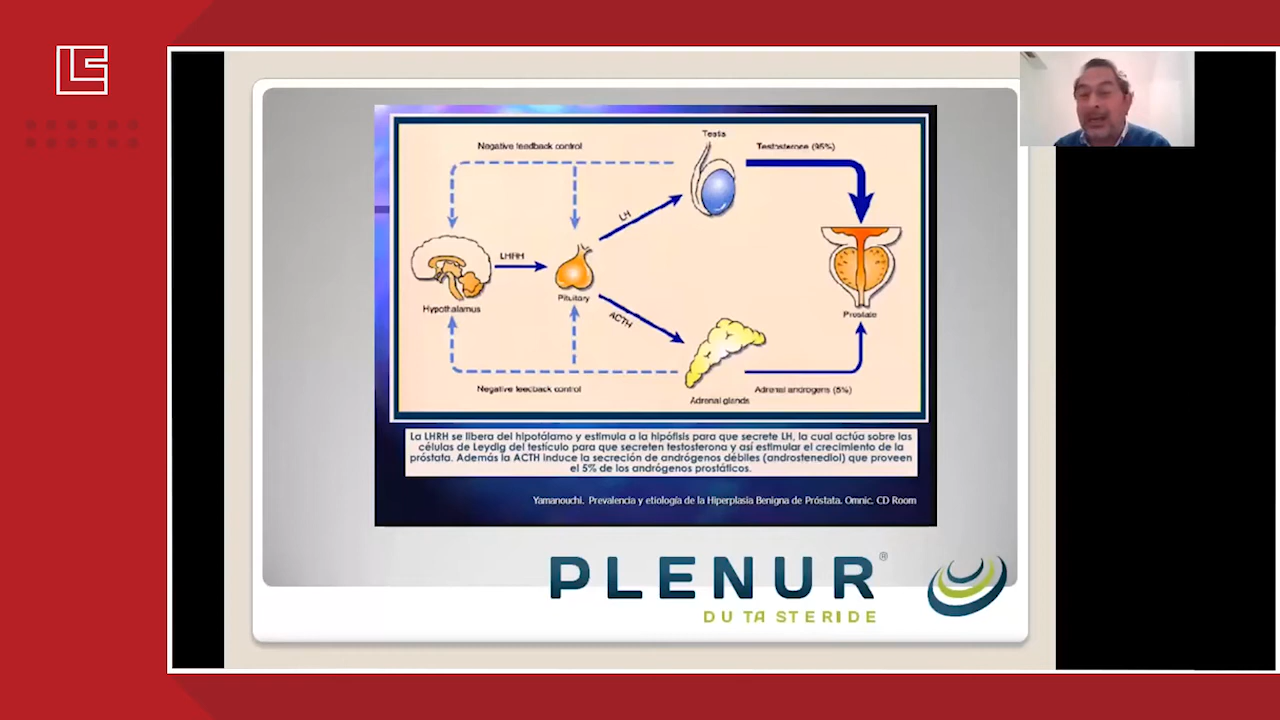 Testis
Negative feedback control
Testosterone (95%)
LH
LHRH
Pituitary
Hypothalamus
Prostate
ACTH
Negative feedback control
Adrenal androgens (5%)
Adrenal glands
La LHRH se libera del hipotálamo y estimula a la hipófisis para que secrete LH, la cual actúa sobre las
células de Leydig del testículo para que secreten testosterona y así estimular el crecimiento de la
próstata. Además la ACTH induce la secreción de andrógenos débiles (androstenediol) que proveen
el 5% de los andrógenos prostáticos.
Yamanouchi. Prevalencia y etiología de la Hiperplasia Benigna de Próstata. Omnic. CD Room
PLENUR®
DUTASTERIDE